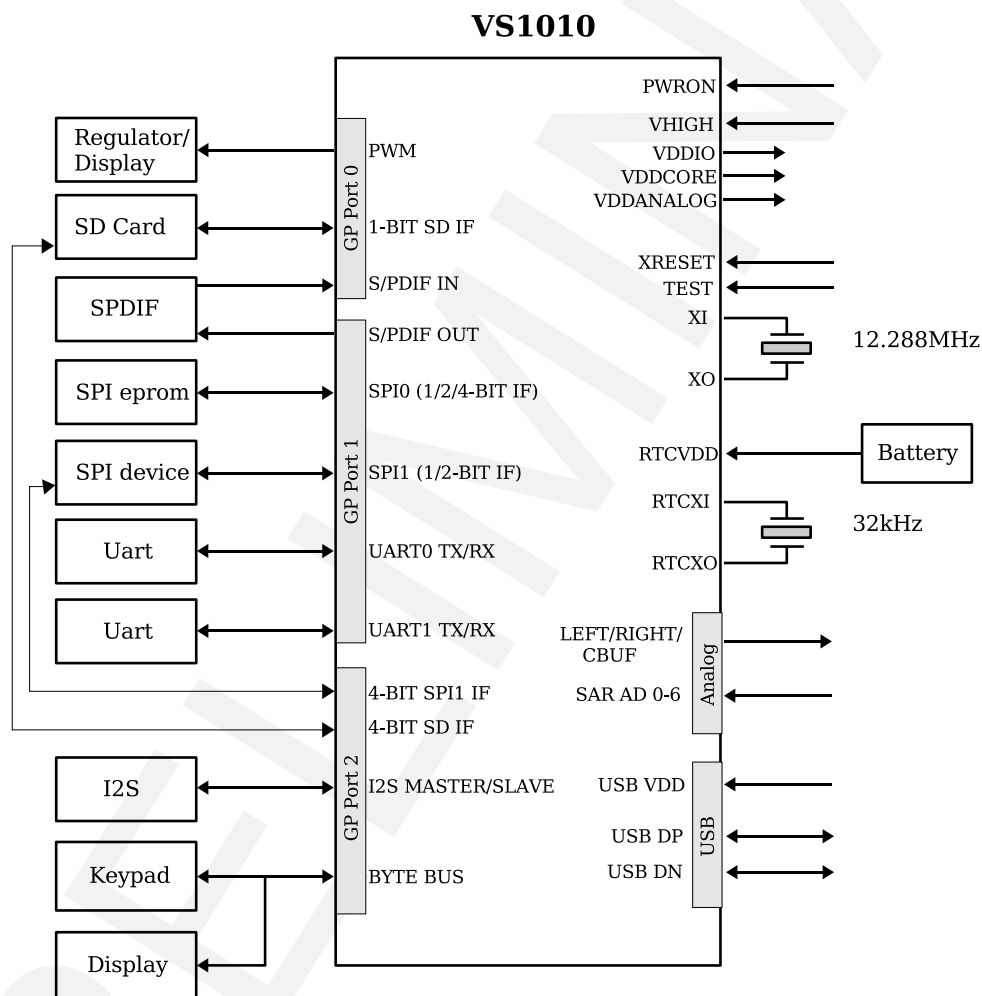 VS1010
Regulator/
Display
SD Card
SPDIF
SPI eprom
SPI device
Uart
Uart
I2S
Keypad
Display
GP Port 0
PWM
1-BIT SD IF
S/PDIF IN
GP Port 1
S/PDIF OUT
SPI0 (1/2/4-BIT IF)
SPI1 (1/2-BIT IF)
UART0 TX/RX
UART1 TX/RX
GP Port 2
4-BIT SPI1 IF
4-BIT SD IF
I2S MASTER/SLAVE
BYTE BUS
PWRON
VHIGH
VDDIO
VDDCORE
VDDANALOG
XRESET
TEST
XI
XO
12.288MHz
RTCVDD
Battery
RTCXI
RTCXO
32kHz
LEFT/RIGHT/
CBUF
SAR AD 0-6
Analog
USB VDD
USB DP
USB DN
USB